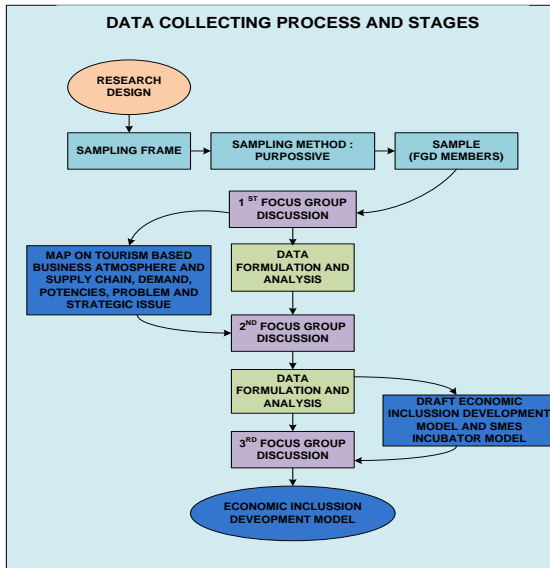 DATA COLLECTING PROCESS AND STAGES
RESEARCH
DESIGN
SAMPLING FRAME
SAMPLING METHOD :
PURPOSSIVE
SAMPLE
(FGD MEMBERS)
1 ST FOCUS GROUP
DISCUSSION
MAP ON TOURISM BASED
BUSINESS ATMOSPHERE AND
SUPPLY CHAIN, DEMAND,
POTENCIES, PROBLEM AND
STRATEGIC ISSUE
DATA
FORMULATION AND
ANALYSIS
2ND FOCUS GROUP
DISCUSSION
DATA
FORMULATION AND
ANALYSIS
DRAFT ECONOMIC
INCLUSSION DEVELOPMENT
MODEL AND SMES
INCUBATOR MODEL
3RD FOCUS GROUP
DISCUSSION
ECONOMIC INCLUSSION
DEVEOPMENT MODEL